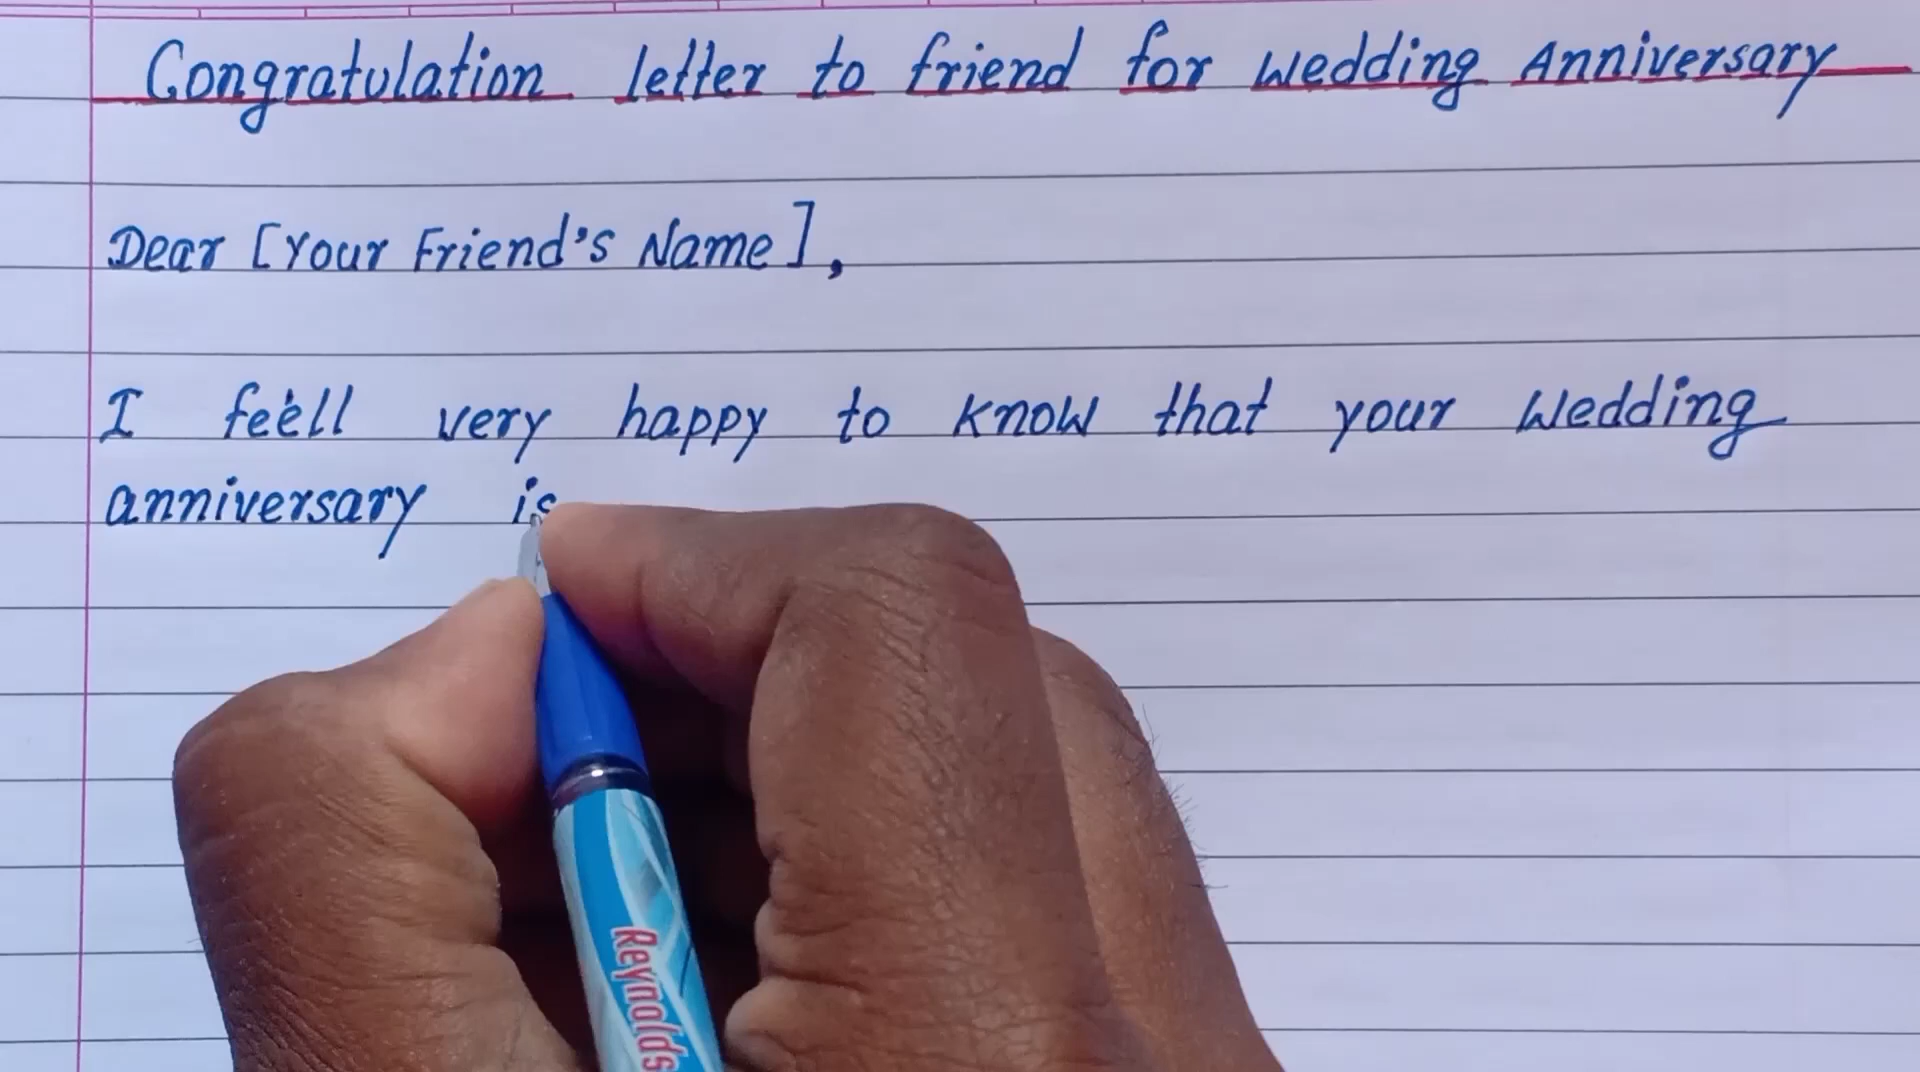 Congratulation letter to friend for wedding Anniversary
Dear [Your Friend's Name],
I feell very happy to know that your wedding
anniversary is
Reynolds